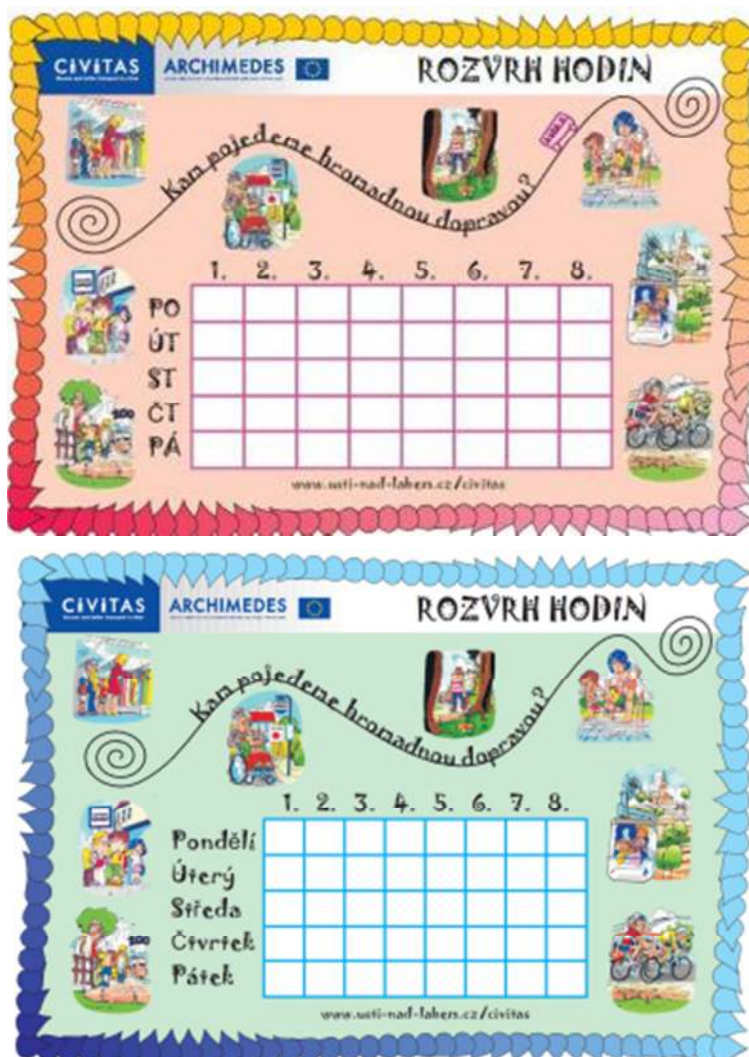 CIVITAS ARCHIMEDES ROZVRH HODIN
Kam pojedeme hromadnou dopravou?
1. 2. 3. 4. 5. 6. 7. 8.
PO
ÚT
ST
ČT
PÁ
www.usti-nad-labem.cz/civitas
CIVITAS ARCHIMEDES ROZVRH HODIN
Kam pojedeme hromadnou dopravou?
1. 2. 3. 4. 5. 6. 7. 8.
Pondělí
Úterý
Středa
Čtvrtek
Pátek
www.usti-nad-labem.cz/civitas